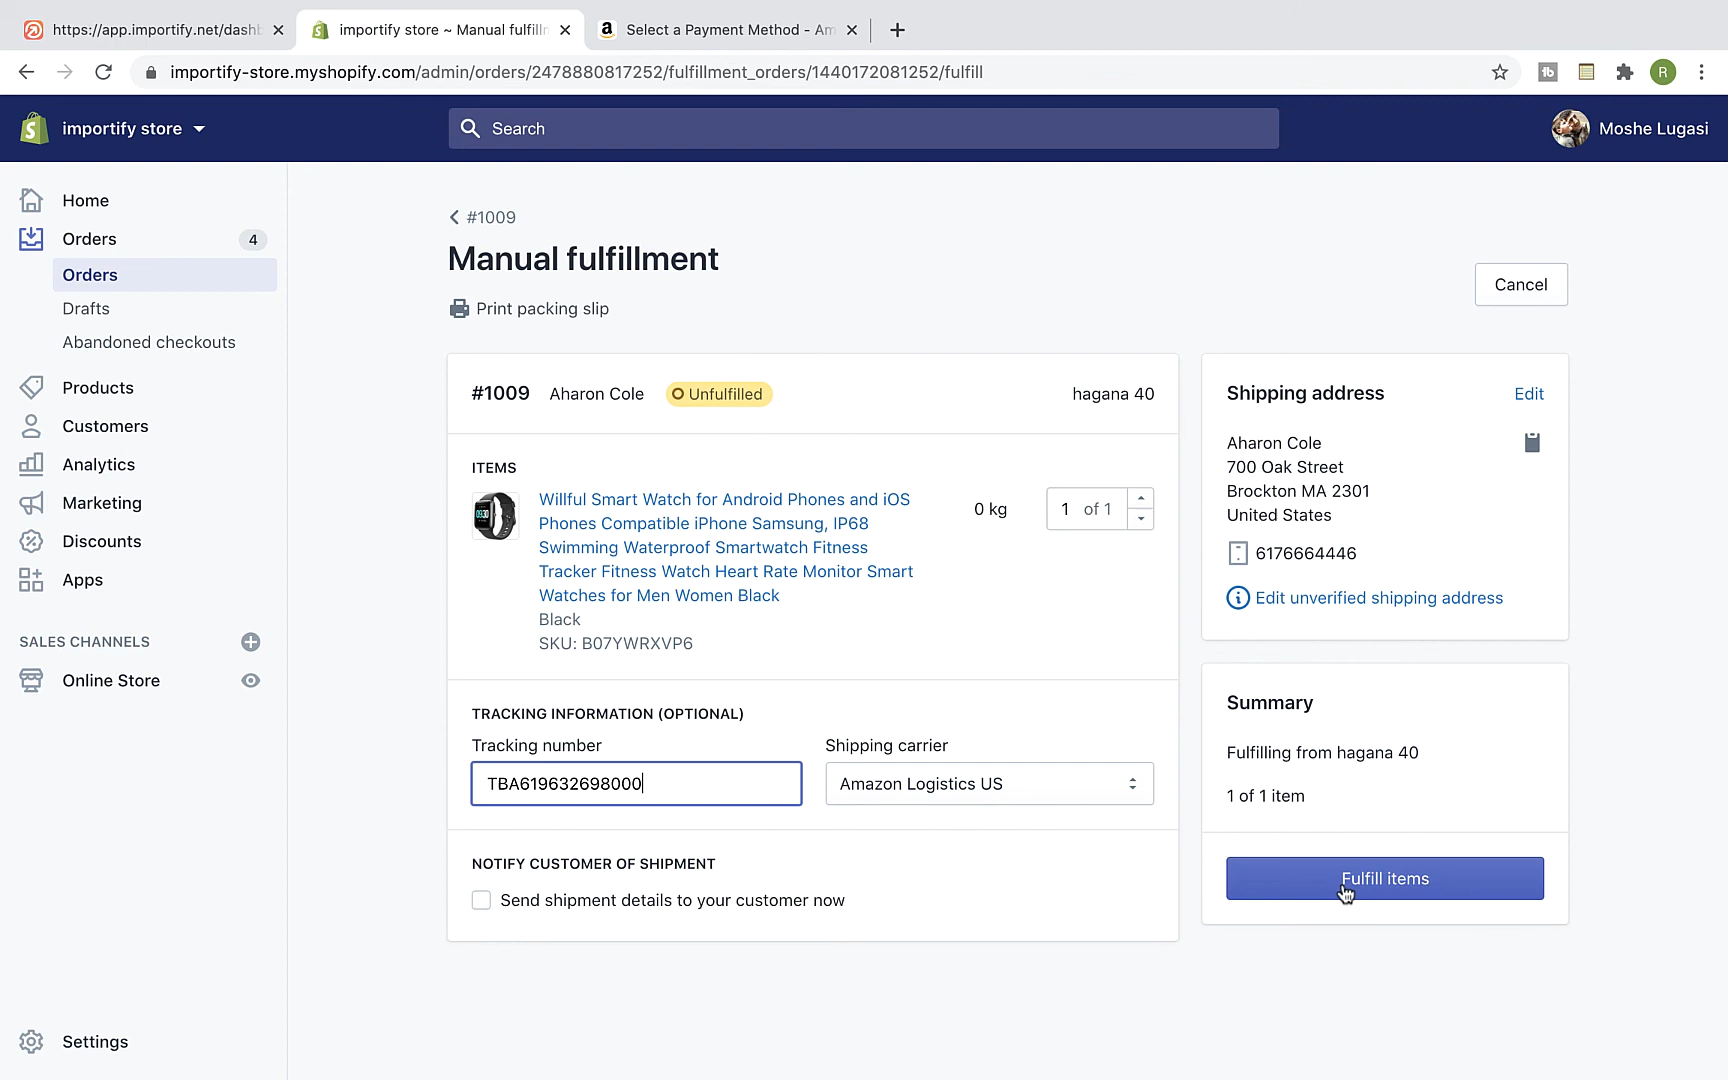 https://app.importify.net/dashb
importify store ~ Manual fulfilln
Select a Payment Method - Am
importify-store.myshopify.com/admin/orders/2478880817252/fulfillment_orders/1440172081252/fulfill
R
importify store
Search
Moshe Lugasi
Home
Orders
4
Orders
Drafts
Abandoned checkouts
Products
Customers
Analytics
Marketing
Discounts
Apps
SALES CHANNELS
Online Store
Settings
#1009
Manual fulfillment
Print packing slip
Cancel
#1009 Aharon Cole Unfulfilled hagana 40
ITEMS
Willful Smart Watch for Android Phones and iOS
Phones Compatible iPhone Samsung, IP68
Swimming Waterproof Smartwatch Fitness
Tracker Fitness Watch Heart Rate Monitor Smart
Watches for Men Women Black
Black
SKU: B07YWRXVP6
0 kg
1 of 1
TRACKING INFORMATION (OPTIONAL)
Tracking number
TBA619632698000
Shipping carrier
Amazon Logistics US
NOTIFY CUSTOMER OF SHIPMENT
Send shipment details to your customer now
Shipping address
Edit
Aharon Cole
700 Oak Street
Brockton MA 2301
United States
6176664446
Edit unverified shipping address
Summary
Fulfilling from hagana 40
1 of 1 item
Fulfill items